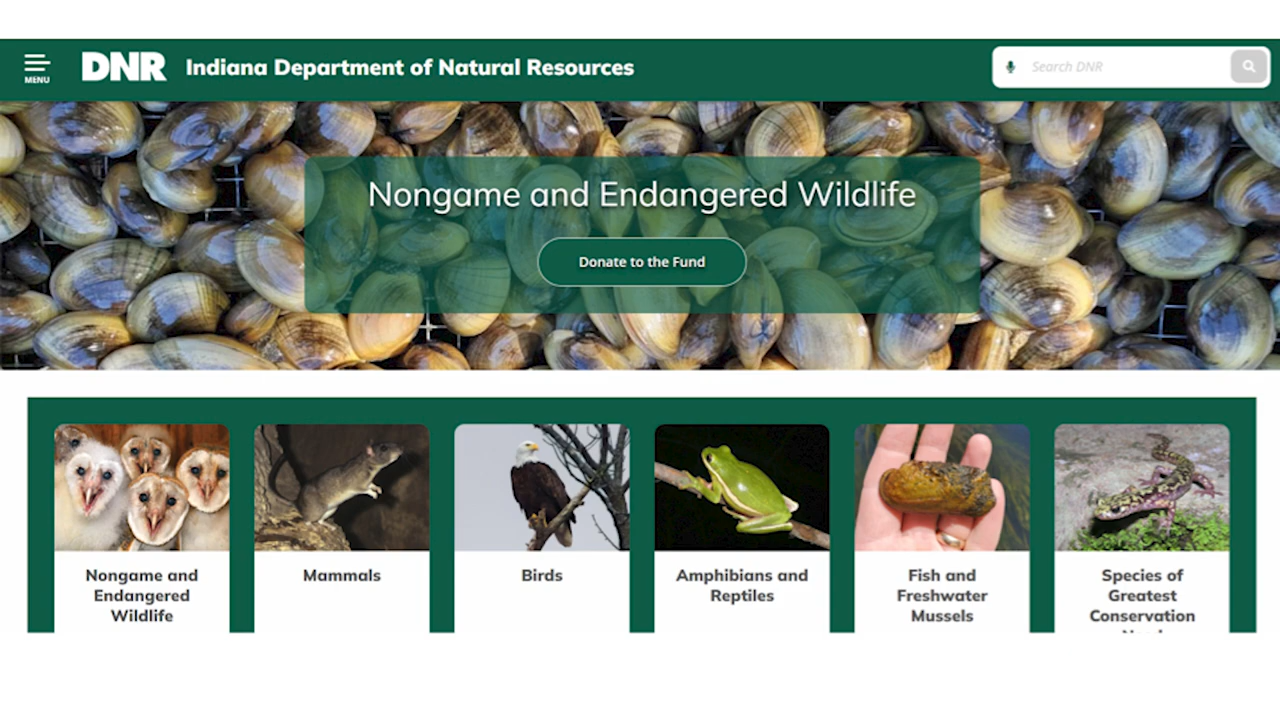 DNR Indiana Department of Natural Resources
MENU
Search DNR
Nongame and Endangered Wildlife
Donate to the Fund
Nongame and
Endangered
Wildlife
Mammals
Birds
Amphibians and
Reptiles
Fish and
Freshwater
Mussels
Species of
Greatest
Conservation